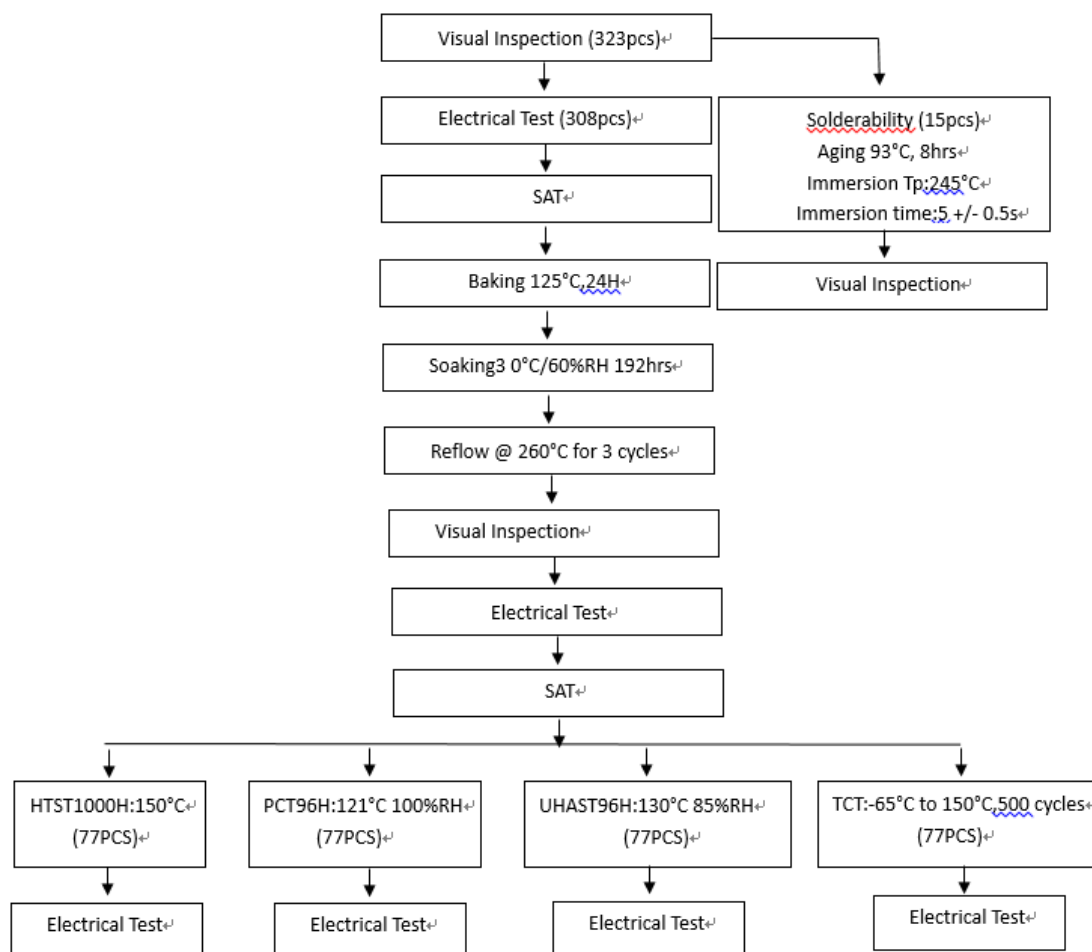 Visual Inspection (323pcs)↵
Electrical Test (308pcs)↵
Solderability (15pcs)↵
Aging 93°C, 8hrs↵
Immersion Tp:245°C↵
Immersion time:5 +/- 0.5s↵
SAT↵
Baking 125°C,24H↵
Visual Inspection↵
Soaking3 0°C/60%RH 192hrs↵
Reflow @ 260°C for 3 cycles↵
Visual Inspection↵
Electrical Test↵
SAT↵
HTST1000H:150°C↵
(77PCS)↵
PCT96H:121°C 100%RH↵
(77PCS)↵
UHAST96H:130°C 85%RH↵
(77PCS)↵
TCT:-65°C to 150°C,500 cycles↵
(77PCS)↵
Electrical Test↵
Electrical Test↵
Electrical Test↵
Electrical Test↵